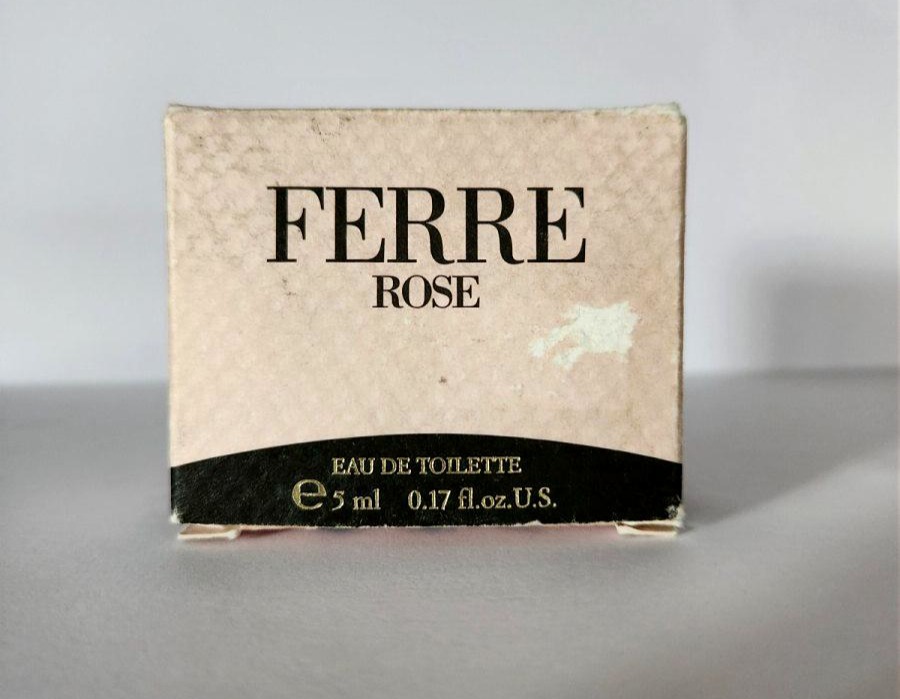 FERRE
ROSE
EAU DE TOILETTE
℮ 5 ml 0.17 fl.oz.U.S.